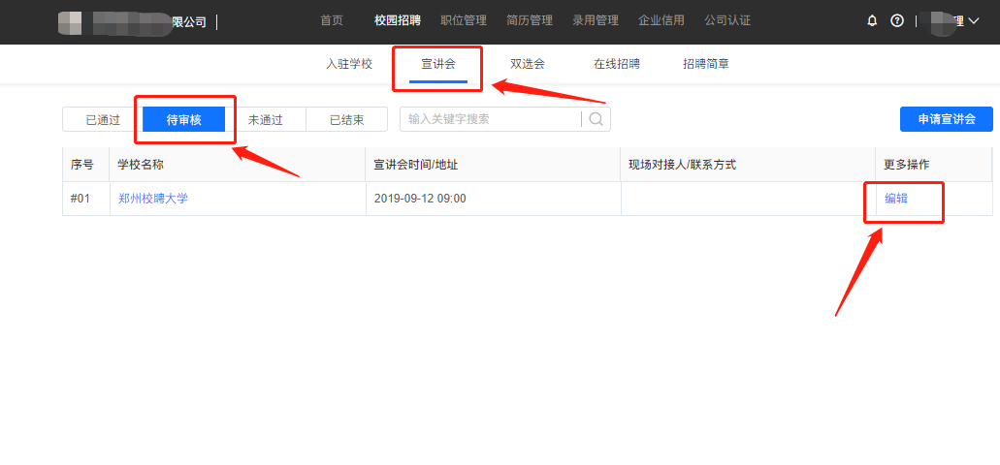 限公司
首页 校园招聘 职位管理 简历管理 录用管理 企业信用 公司认证 理
入驻学校 宣讲会 双选会 在线招聘 招聘简章
已通过 待审核 未通过 已结束 输入关键字搜索 申请宣讲会
序号 学校名称 宣讲会时间/地址 现场对接人/联系方式 更多操作
#01 郑州校聘大学 2019-09-12 09:00 编辑